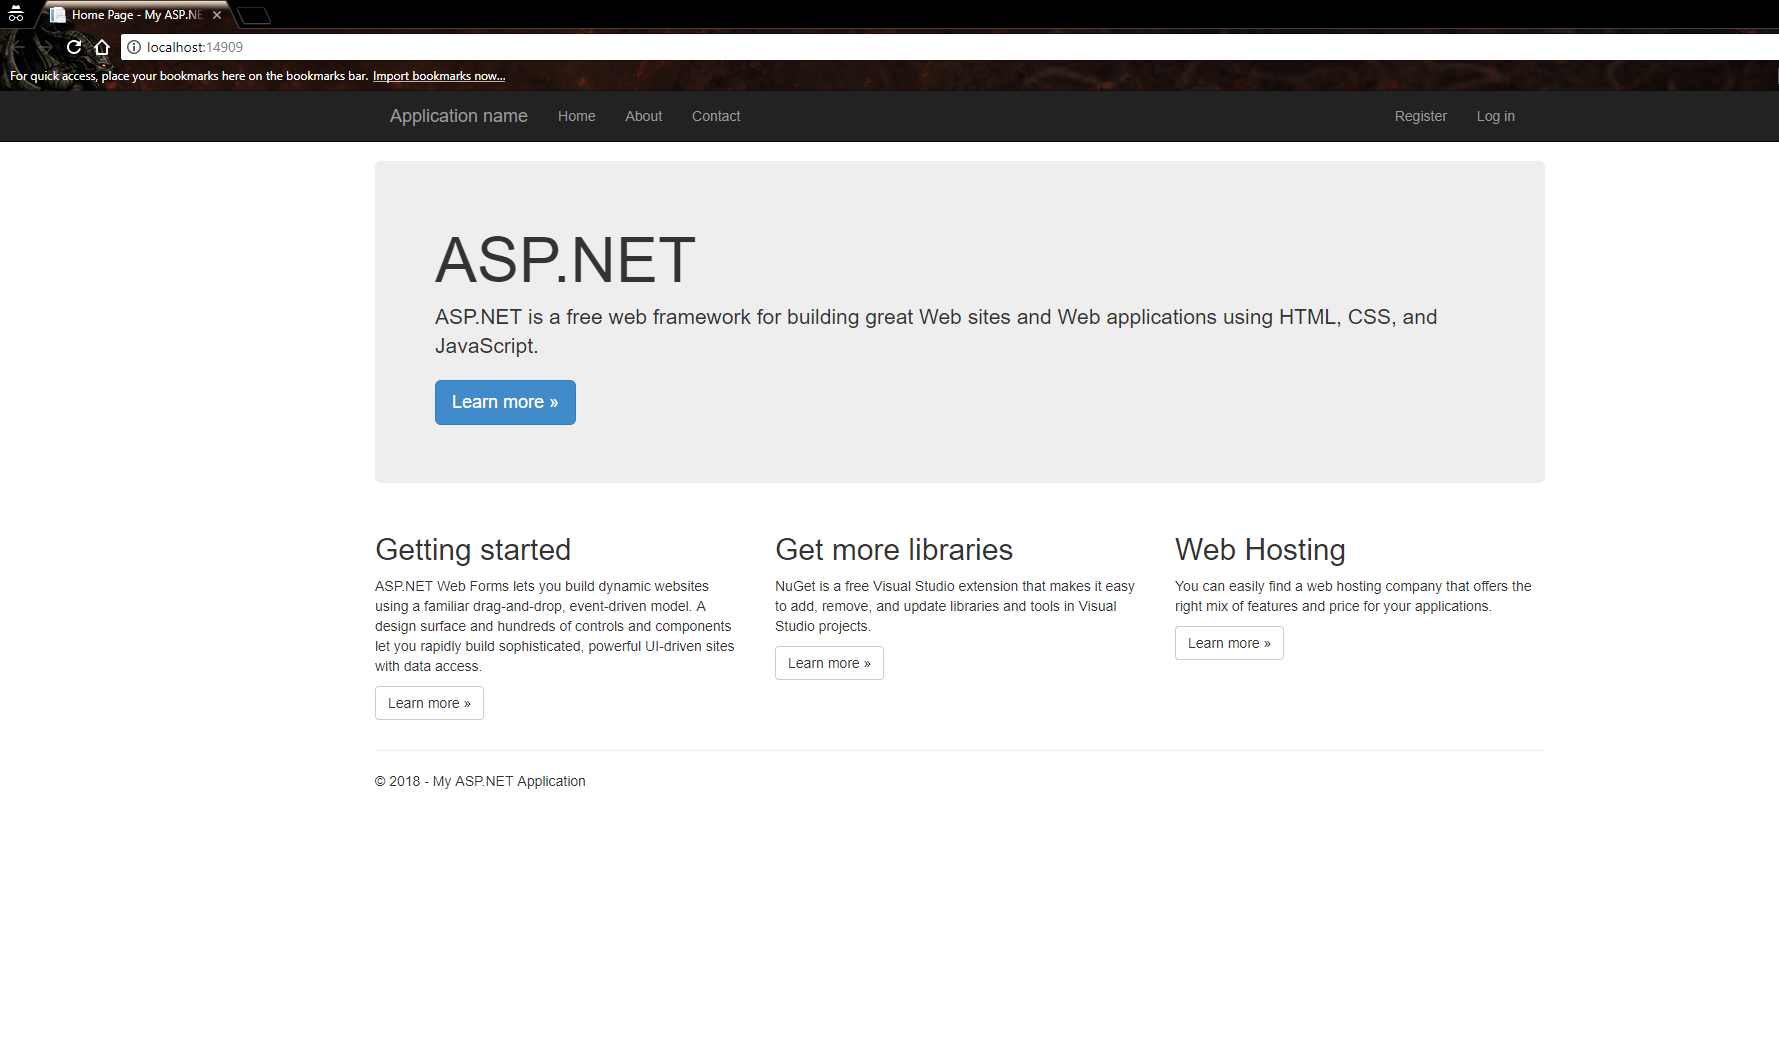 Home Page - My ASP.NE
localhost:14909
For quick access, place your bookmarks here on the bookmarks bar. Import bookmarks now...
Application name Home About Contact Register Log in
ASP.NET
ASP.NET is a free web framework for building great Web sites and Web applications using HTML, CSS, and
JavaScript.
Learn more »
Getting started
ASP.NET Web Forms lets you build dynamic websites
using a familiar drag-and-drop, event-driven model. A
design surface and hundreds of controls and components
let you rapidly build sophisticated, powerful UI-driven sites
with data access.
Learn more »
Get more libraries
NuGet is a free Visual Studio extension that makes it easy
to add, remove, and update libraries and tools in Visual
Studio projects.
Learn more »
Web Hosting
You can easily find a web hosting company that offers the
right mix of features and price for your applications.
Learn more »
© 2018 - My ASP.NET Application